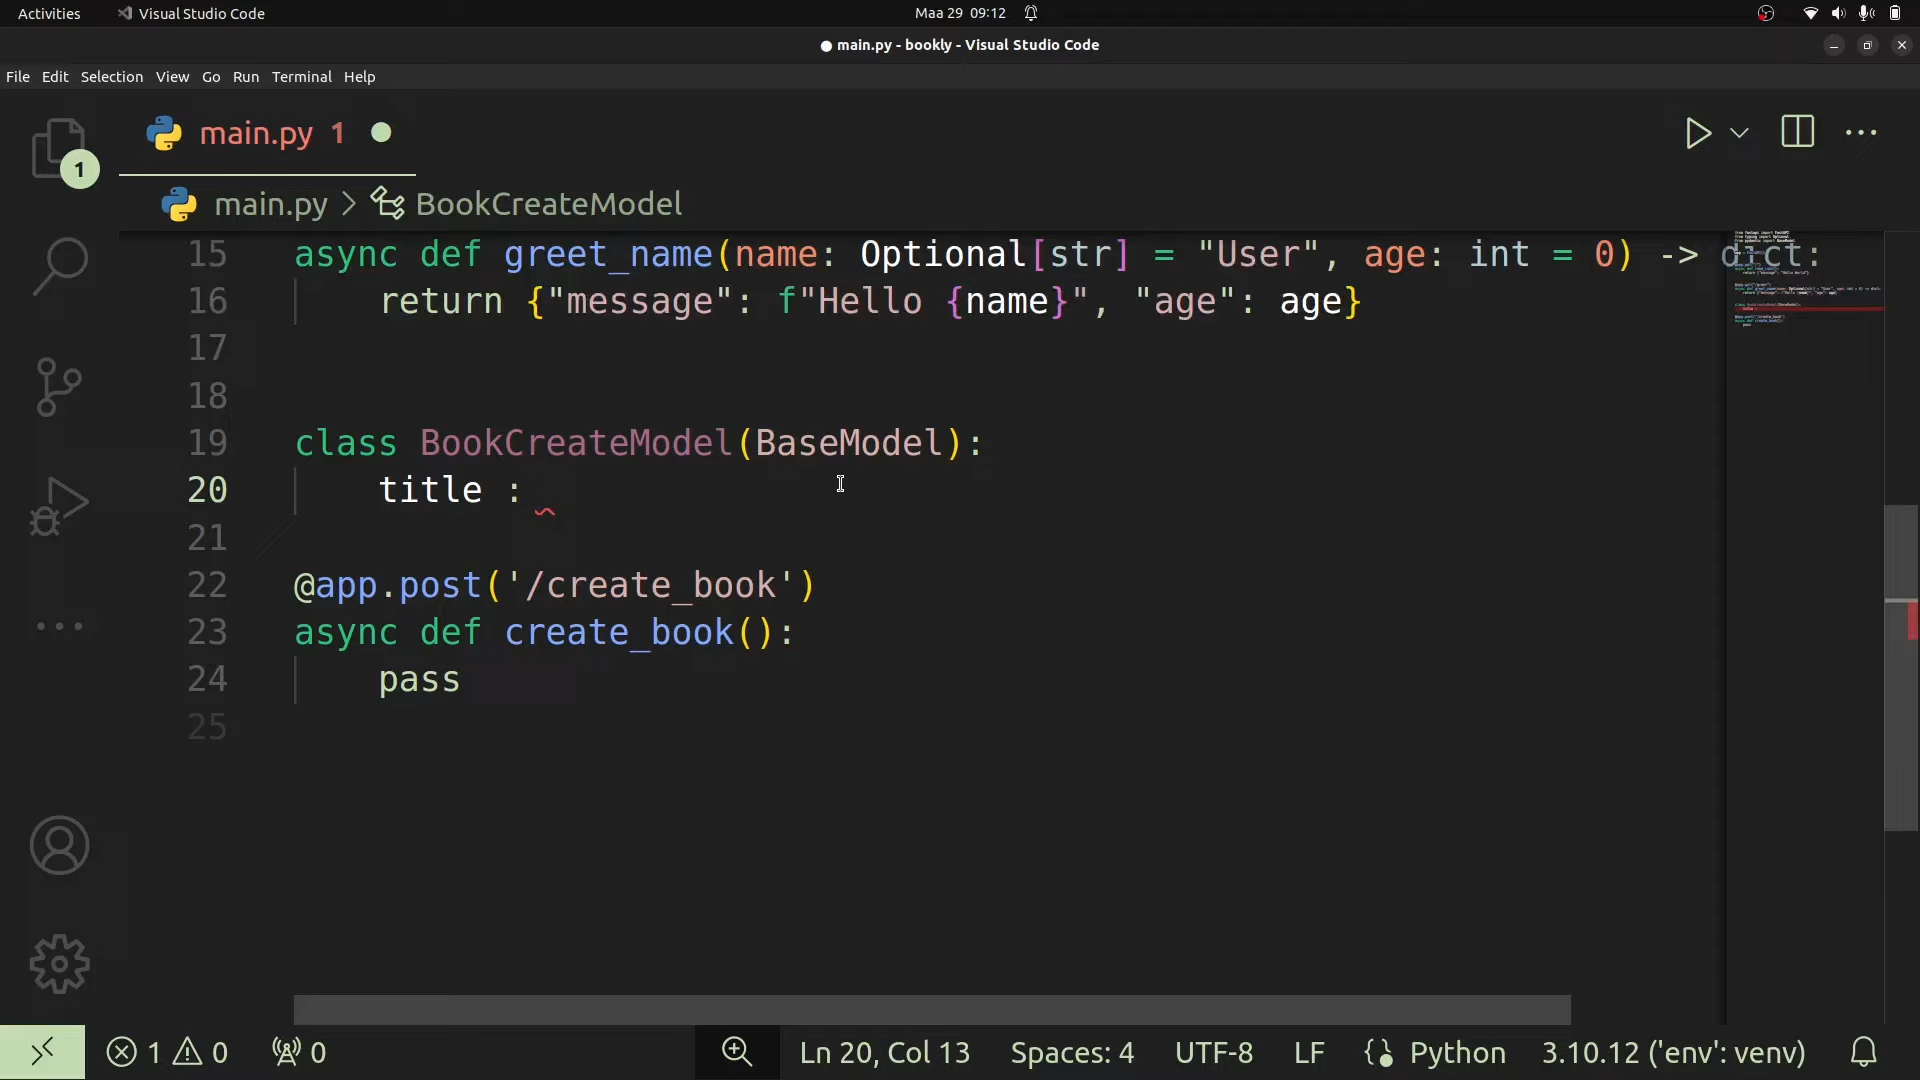 Activities Visual Studio Code Maa 29 09:12
main.py - bookly - Visual Studio Code
File Edit Selection View Go Run Terminal Help
main.py 1
1
main.py > BookCreateModel
15 async def greet_name(name: Optional[str] = "User", age: int = 0) -> dict:
16 return {"message": f"Hello {name}", "age": age}
17
18
19 class BookCreateModel(BaseModel):
20 title :
21
22 @app.post('/create_book')
23 async def create_book():
24 pass
25
1 0 0 Ln 20, Col 13 Spaces: 4 UTF-8 LF Python 3.10.12 ('env': venv)